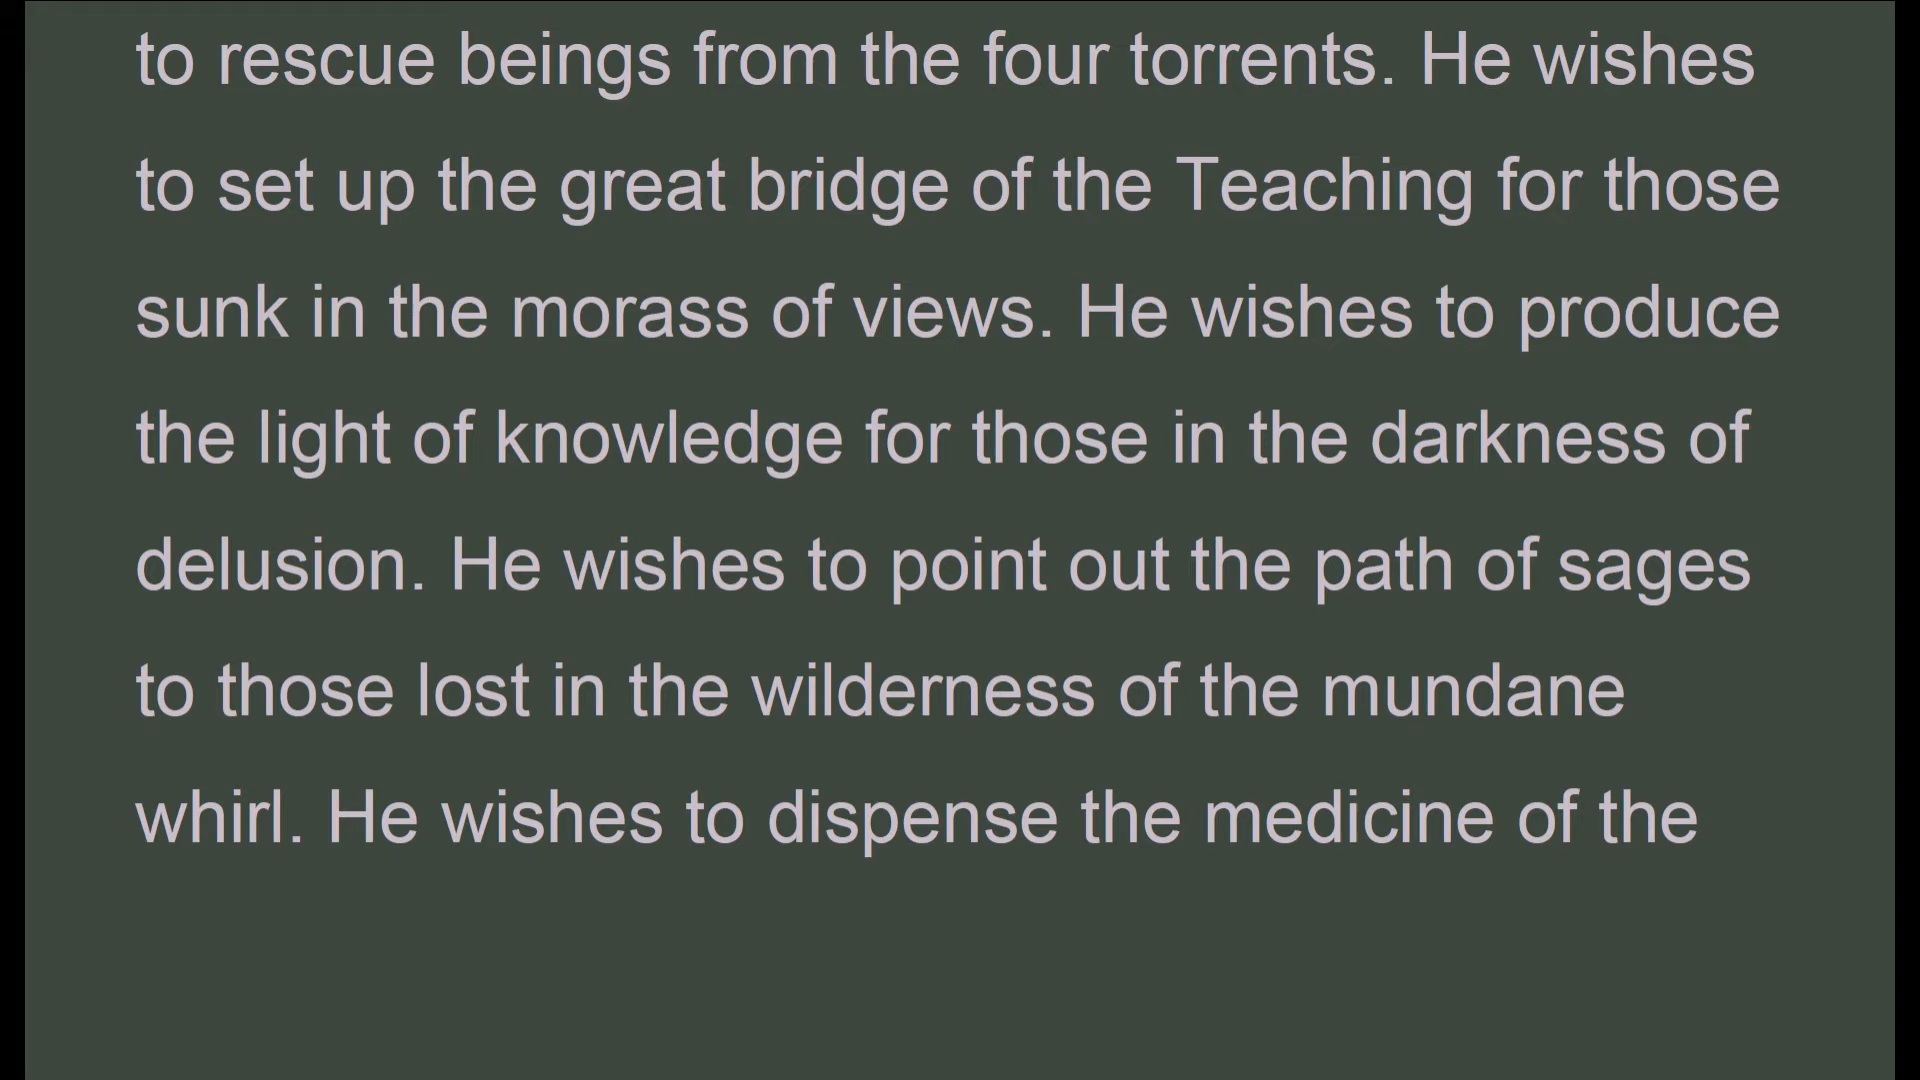 to rescue beings from the four torrents. He wishes
to set up the great bridge of the Teaching for those
sunk in the morass of views. He wishes to produce
the light of knowledge for those in the darkness of
delusion. He wishes to point out the path of sages
to those lost in the wilderness of the mundane
whirl. He wishes to dispense the medicine of the